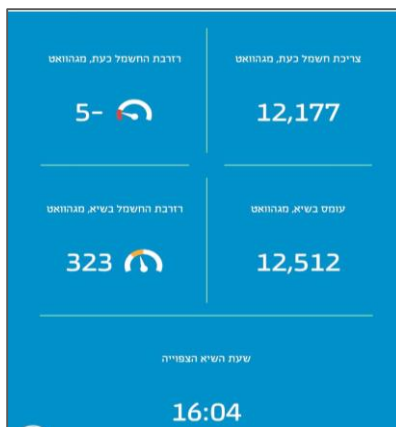 צריכת חשמל כעת, מגהוואט
12,177
רזרבת החשמל כעת, מגהוואט
5-
עומס בשיא, מגהוואט
12,512
רזרבת החשמל בשיא, מגהוואט
323
שעת השיא הצפוייה
16:04